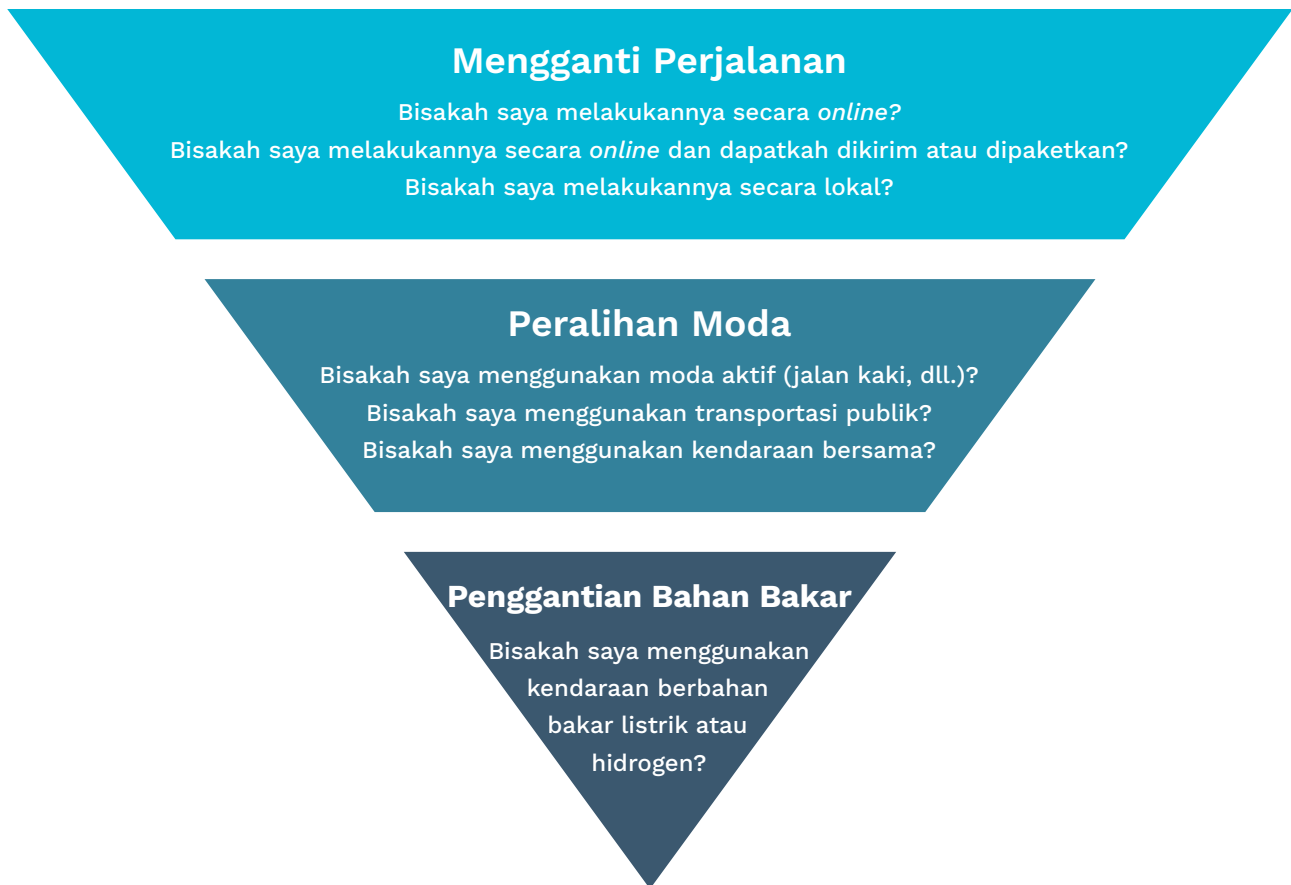 Mengganti Perjalanan
Bisakah saya melakukannya secara online?
Bisakah saya melakukannya secara online dan dapatkah dikirim atau dipaketkan?
Bisakah saya melakukannya secara lokal?
Peralihan Moda
Bisakah saya menggunakan moda aktif (jalan kaki, dll.)?
Bisakah saya menggunakan transportasi publik?
Bisakah saya menggunakan kendaraan bersama?
Penggantian Bahan Bakar
Bisakah saya menggunakan
kendaraan berbahan
bakar listrik atau
hidrogen?